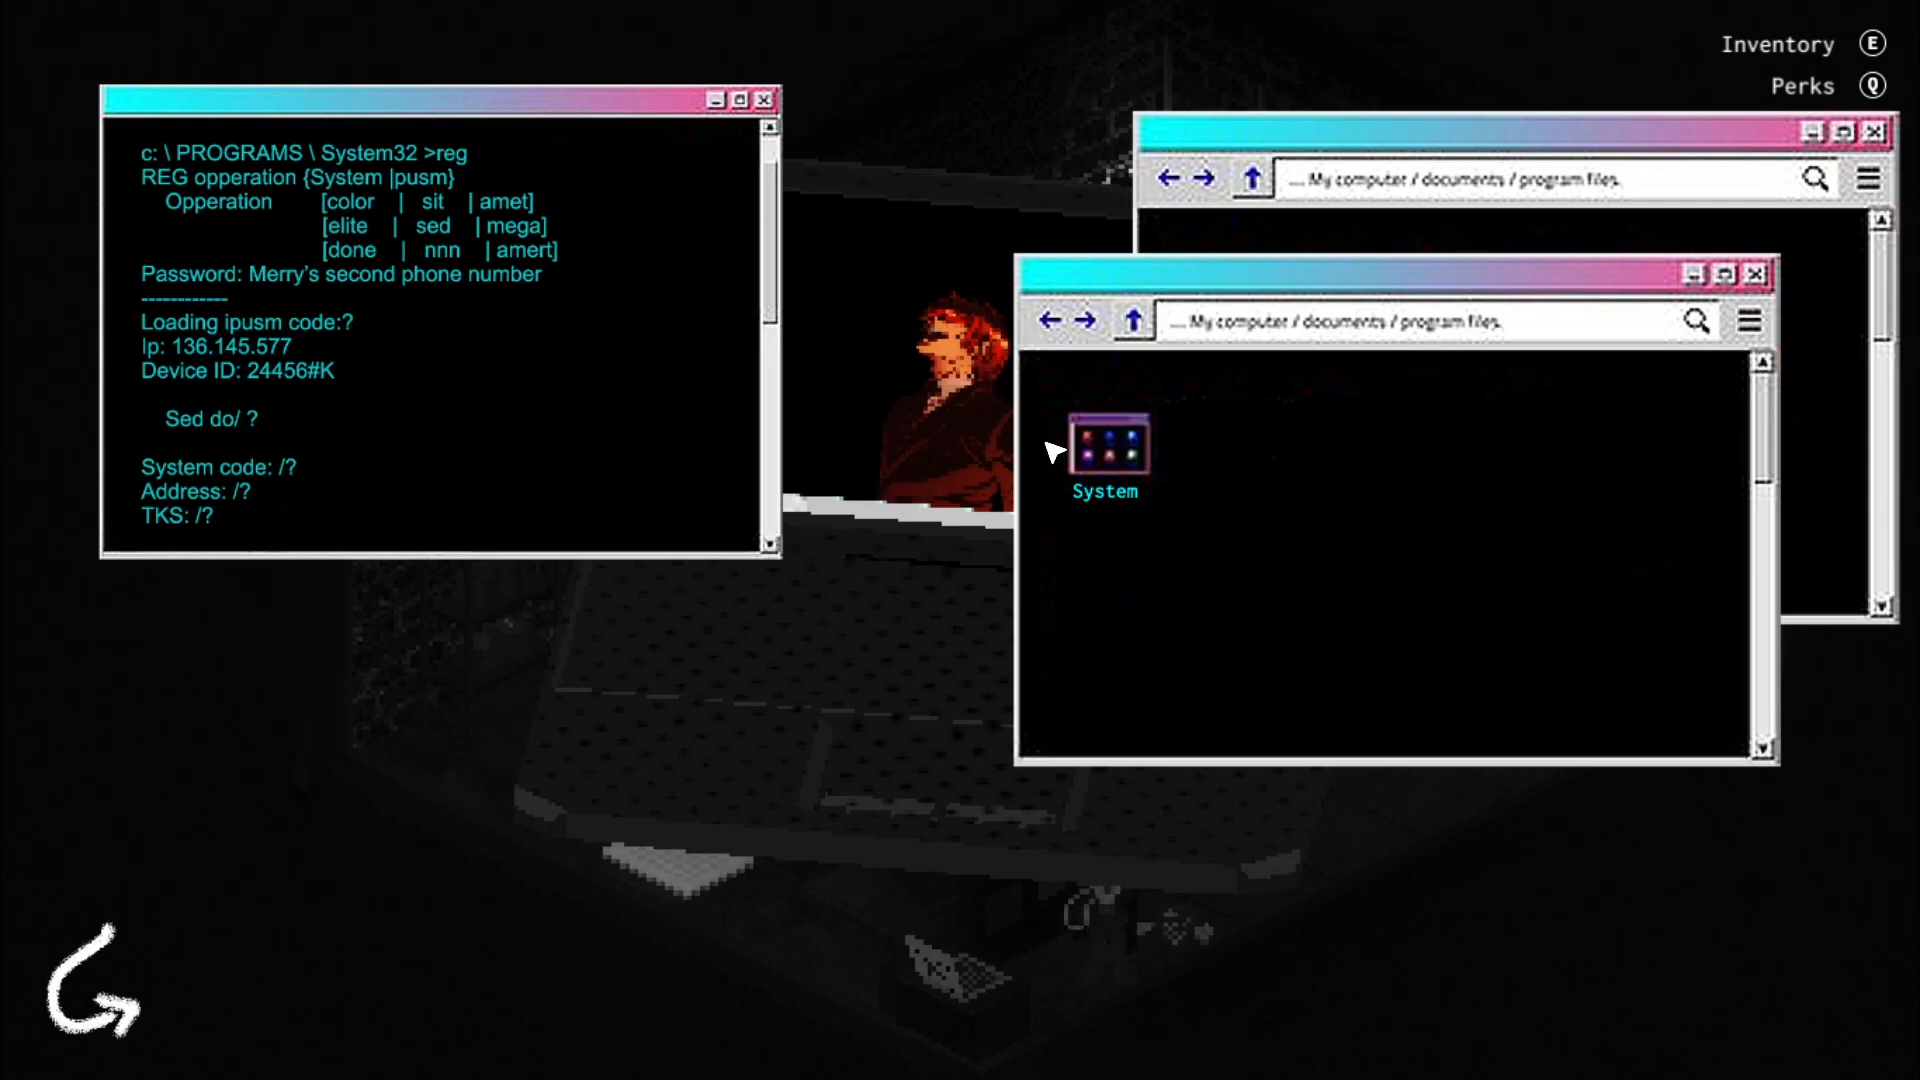 Inventory E
Perks Q
c: \ PROGRAMS \ System32 >reg
REG opperation {System |pusm}
Opperation [color | sit | amet]
[elite | sed | mega]
[done | nnn | amert]
Password: Merry's second phone number
------------
Loading ipusm code:?
Ip: 136.145.577
Device ID: 24456#K
Sed do/ ?
System code: /?
Address: /?
TKS: /?
.... My computer / documents / program files.
.... My computer / documents / program files.
System